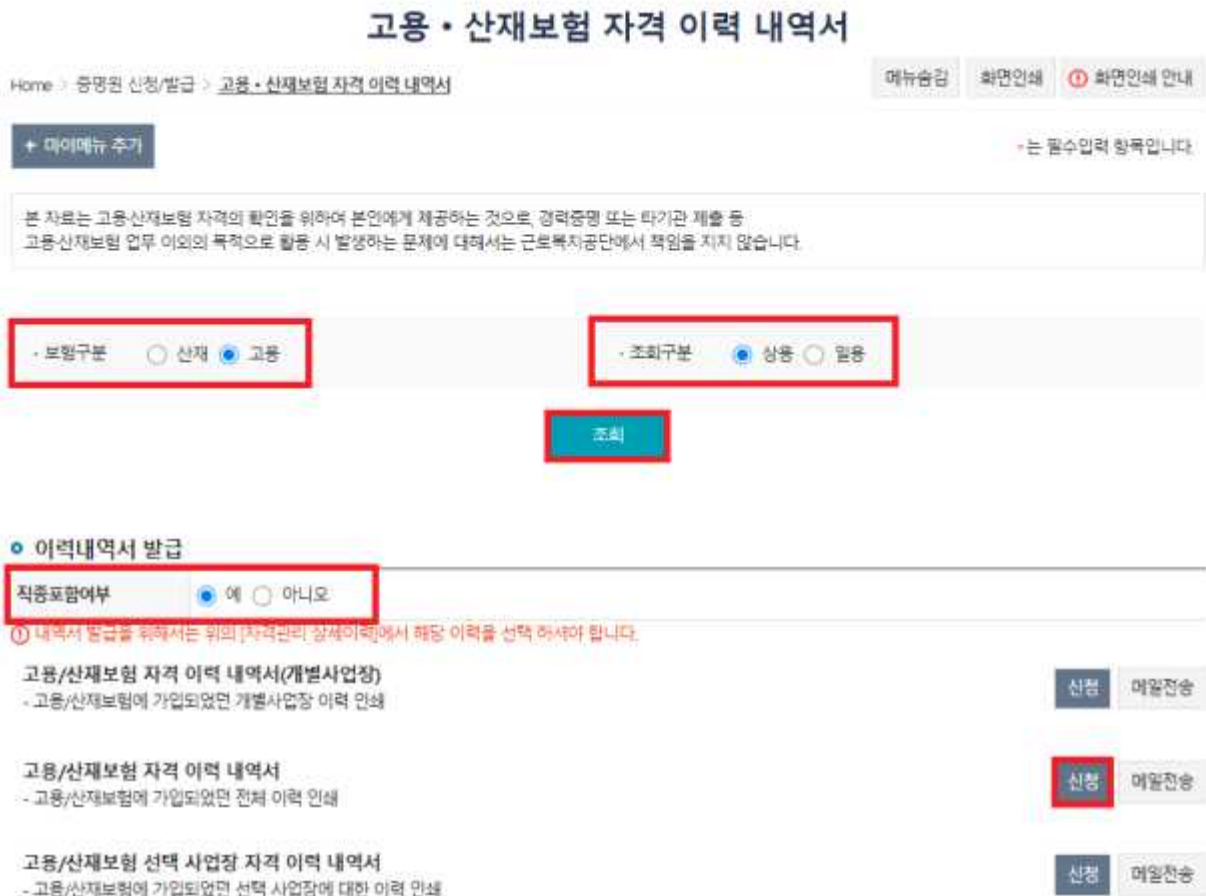 고용・산재보험 자격 이력 내역서
Home > 증명원 신청/발급 > 고용・산재보험 자격 이력 내역서
메뉴숨김 화면인쇄 화면인쇄 안내
+ 마이메뉴 추가
*는 필수입력 항목입니다.
본 자료는 고용·산재보험 자격의 확인을 위하여 본인에게 제공하는 것으로, 경력증명 또는 타기관 제출 등
고용·산재보험 업무 이외의 목적으로 활용 시 발생하는 문제에 대해서는 근로복지공단에서 책임을 지지 않습니다.
· 보험구분 산재 고용 · 조회구분 상용 일용
조회
이력내역서 발급
직종포함여부 예 아니오
내역서 발급을 위해서는 위의 [자격관리 상세이력]에서 해당 이력을 선택 하셔야 합니다.
고용/산재보험 자격 이력 내역서(개별사업장)
- 고용/산재보험에 가입되었던 개별사업장 이력 인쇄
신청 메일전송
고용/산재보험 자격 이력 내역서
- 고용/산재보험에 가입되었던 전체 이력 인쇄
신청 메일전송
고용/산재보험 선택 사업장 자격 이력 내역서
- 고용/산재보험에 가입되었던 선택 사업장에 대한 이력 인쇄
신청 메일전송